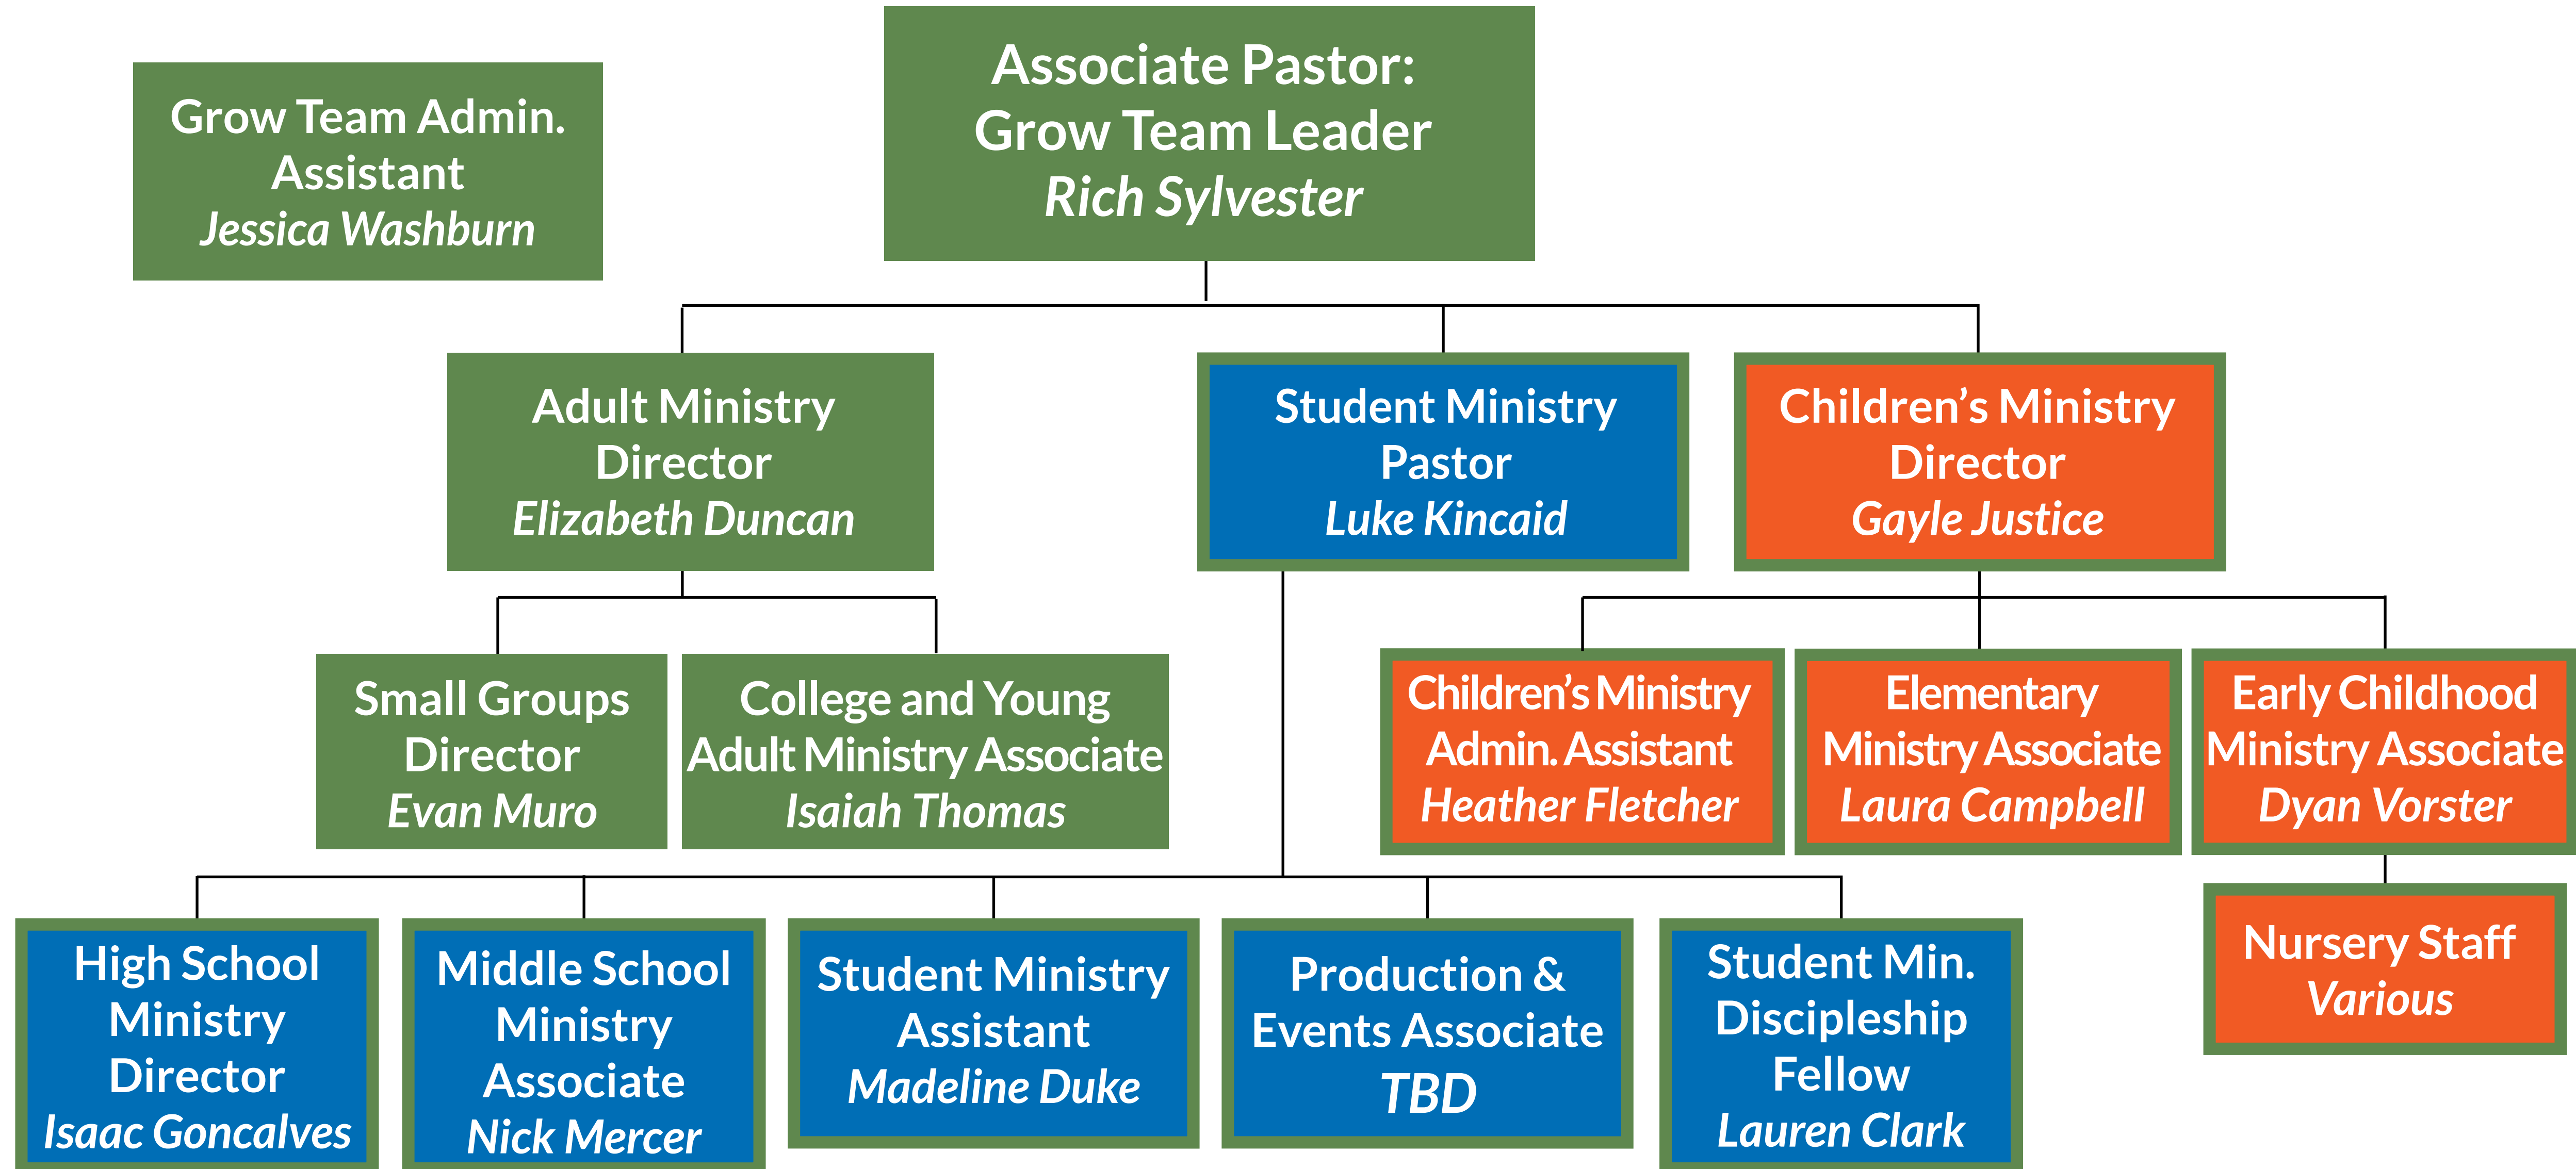 Grow Team Admin.
Assistant
Jessica Washburn
Associate Pastor:
Grow Team Leader
Rich Sylvester
Adult Ministry
Director
Elizabeth Duncan
Student Ministry
Pastor
Luke Kincaid
Children’s Ministry
Director
Gayle Justice
Small Groups
Director
Evan Muro
College and Young
Adult Ministry Associate
Isaiah Thomas
Children’s Ministry
Admin. Assistant
Heather Fletcher
Elementary
Ministry Associate
Laura Campbell
Early Childhood
Ministry Associate
Dyan Vorster
High School
Ministry
Director
Isaac Goncalves
Middle School
Ministry
Associate
Nick Mercer
Student Ministry
Assistant
Madeline Duke
Production &
Events Associate
TBD
Student Min.
Discipleship
Fellow
Lauren Clark
Nursery Staff
Various